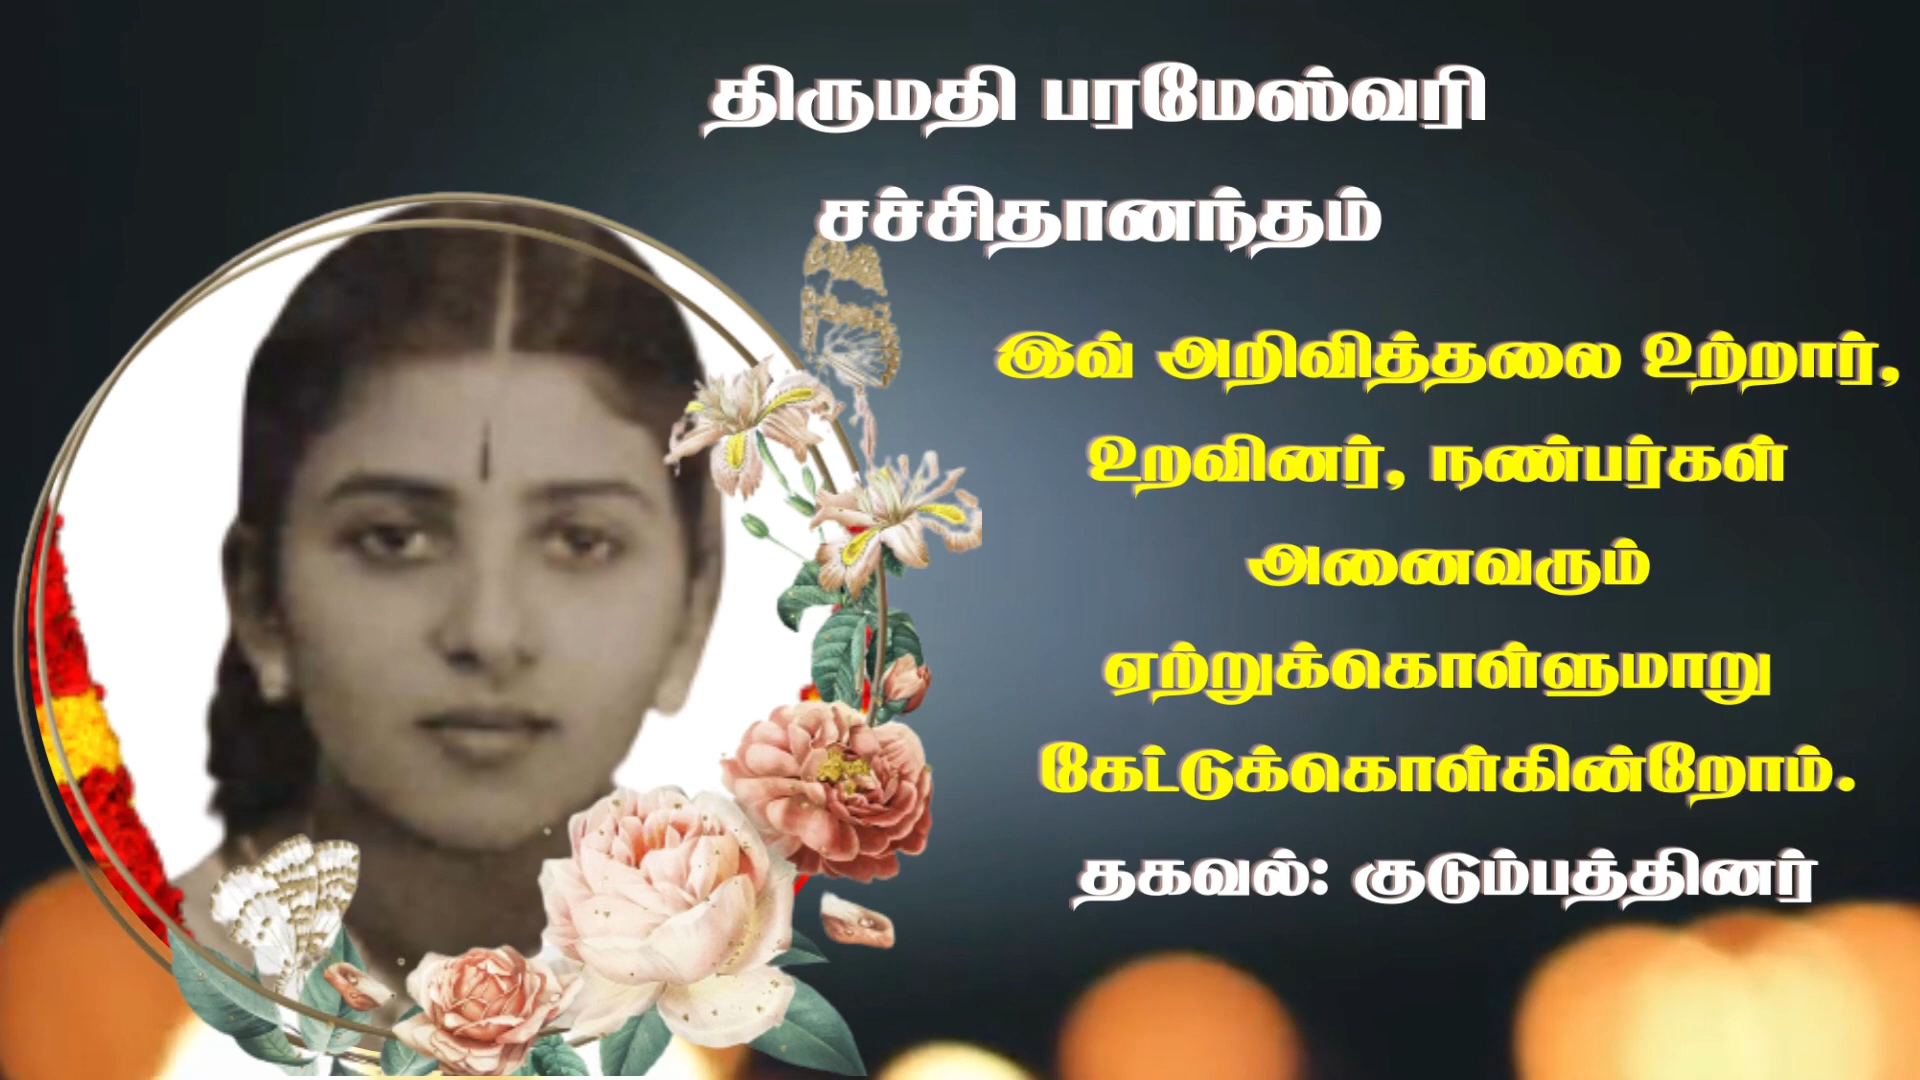 திருமதி பரமேஸ்வரி
சச்சிதானந்தம்
இவ் அறிவித்தலை உற்றார்,
உறவினர், நண்பர்கள்
அனைவரும்
ஏற்றுக்கொள்ளுமாறு
கேட்டுக்கொள்கின்றோம்.
தகவல்: குடும்பத்தினர்